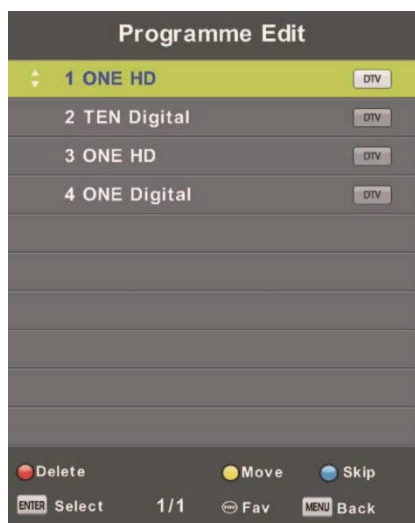 Programme Edit
1 ONE HD DTV
2 TEN Digital DTV
3 ONE HD DTV
4 ONE Digital DTV
Delete Move Skip
ENTER Select 1/1 Fav MENU Back